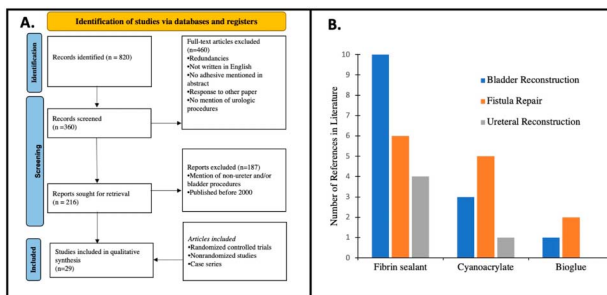 A.
Identification of studies via databases and registers
Identification
Records identified (n = 820)
Full-text articles excluded
(n=460)
•Redundancies
•Not written in English
•No adhesive mentioned in
abstract
•Response to other paper
•No mention of urologic
procedures
Screening
Records screened
(n =360)
Reports excluded (n=187)
•Mention of non-ureter and/or
bladder procedures
•Published before 2000
Reports sought for retrieval
(n = 216)
Included
Studies included in qualitative
synthesis
(n=29)
Articles included
•Randomized controlled trials
•Nonrandomized studies
•Case series
B.
Number of References in Literature
10
9
8
7
6
5
4
3
2
1
0
Bladder Reconstruction
Fistula Repair
Ureteral Reconstruction
Fibrin sealant
Cyanoacrylate
Bioglue